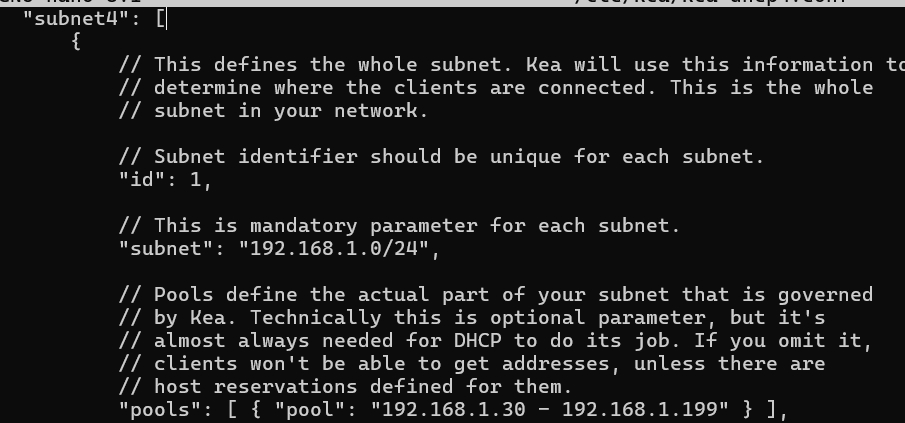 "subnet4": [
{
// This defines the whole subnet. Kea will use this information to
// determine where the clients are connected. This is the whole
// subnet in your network.
// Subnet identifier should be unique for each subnet.
"id": 1,
// This is mandatory parameter for each subnet.
"subnet": "192.168.1.0/24",
// Pools define the actual part of your subnet that is governed
// by Kea. Technically this is optional parameter, but it's
// almost always needed for DHCP to do its job. If you omit it,
// clients won't be able to get addresses, unless there are
// host reservations defined for them.
"pools": [ { "pool": "192.168.1.30 - 192.168.1.199" } ],